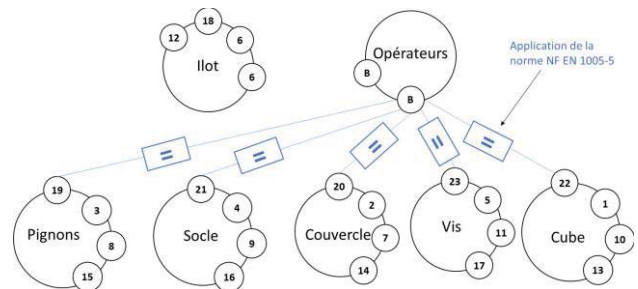 18
12
6
6
Ilot
Opérateurs
B
B
Application de la
norme NF EN 1005-5
=
=
=
=
=
19
3
Pignons
8
15
21
4
Socle
9
16
20
2
Couvercle
7
14
23
5
Vis
11
17
22
1
Cube
10
13